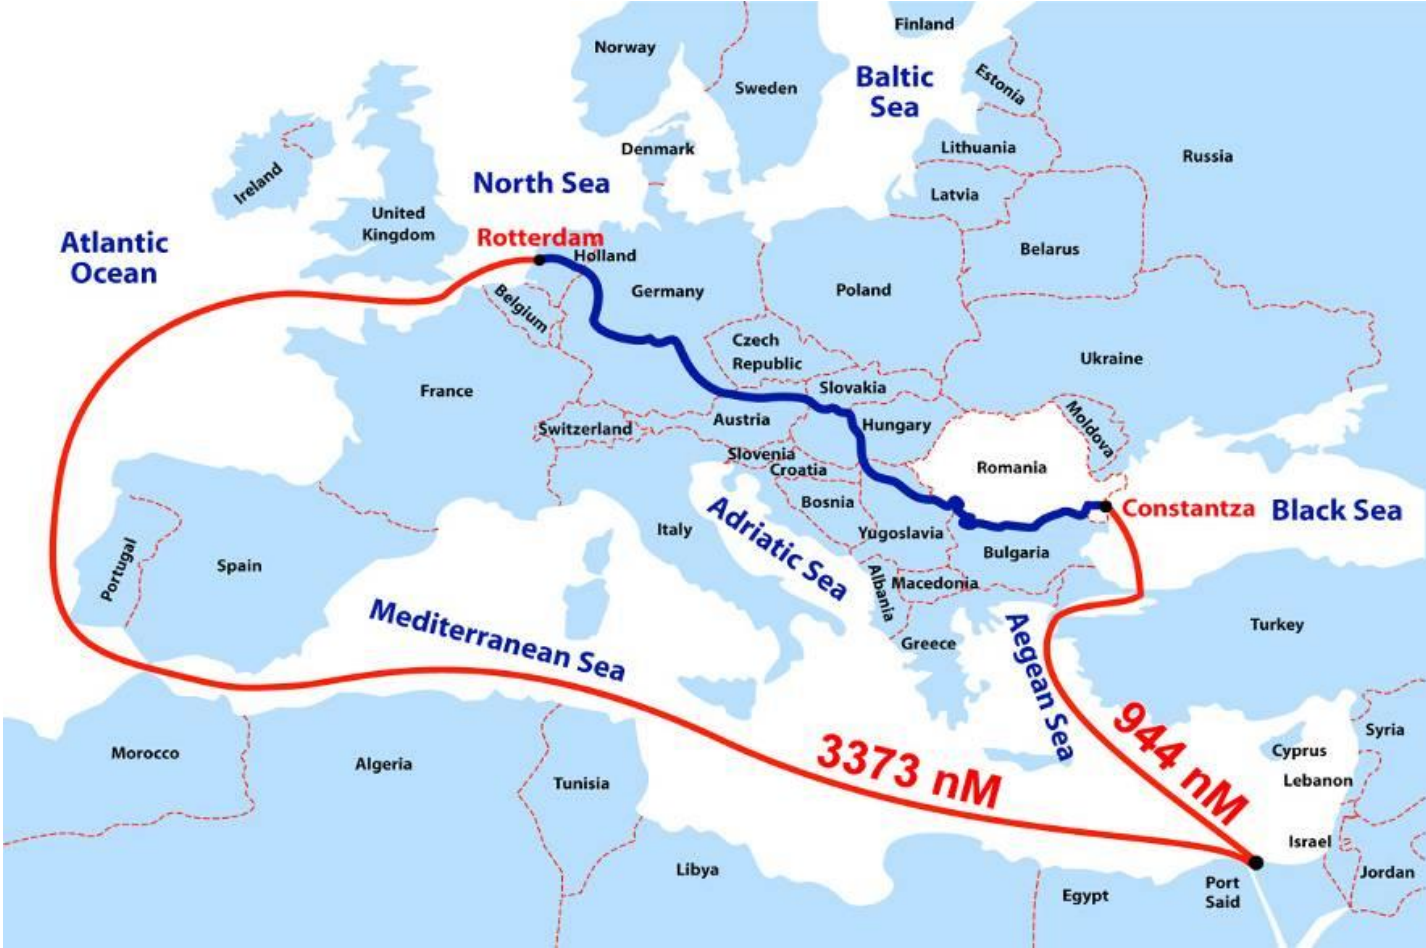 Finland
Norway
Baltic
Sea
Sweden
Estonia
Denmark
Lithuania
Russia
Ireland
North Sea
Latvia
United
Kingdom
Atlantic
Ocean
Rotterdam
Holland
Belarus
Germany
Poland
Belgium
Czech
Republic
Ukraine
France
Slovakia
Switzerland
Austria
Hungary
Moldova
Slovenia
Croatia
Romania
Bosnia
Constantza
Black Sea
Italy
Adriatic Sea
Yugoslavia
Bulgaria
Portugal
Spain
Albania
Macedonia
Mediterranean Sea
Greece
Aegean Sea
Turkey
944 nM
Syria
Morocco
Algeria
3373 nM
Cyprus
Lebanon
Tunisia
Israel
Libya
Jordan
Port
Said
Egypt